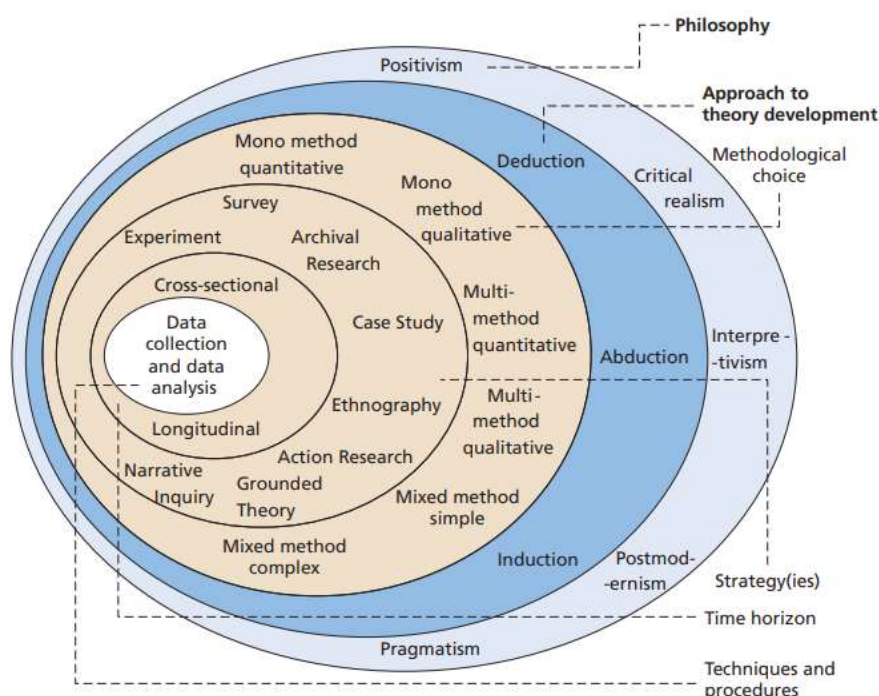 Philosophy
Positivism
Approach to
theory development
Mono method
quantitative
Deduction
Methodological
choice
Critical
realism
Mono
method
qualitative
Survey
Experiment
Archival
Research
Cross-sectional
Multi-
method
quantitative
Data
collection
and data
analysis
Case Study
Abduction
Interpre -
-tivism
Ethnography
Multi-
method
qualitative
Longitudinal
Action Research
Narrative
Inquiry
Grounded
Theory
Mixed method
simple
Mixed method
complex
Induction
Postmod-
-ernism
Strategy(ies)
Time horizon
Pragmatism
Techniques and
procedures